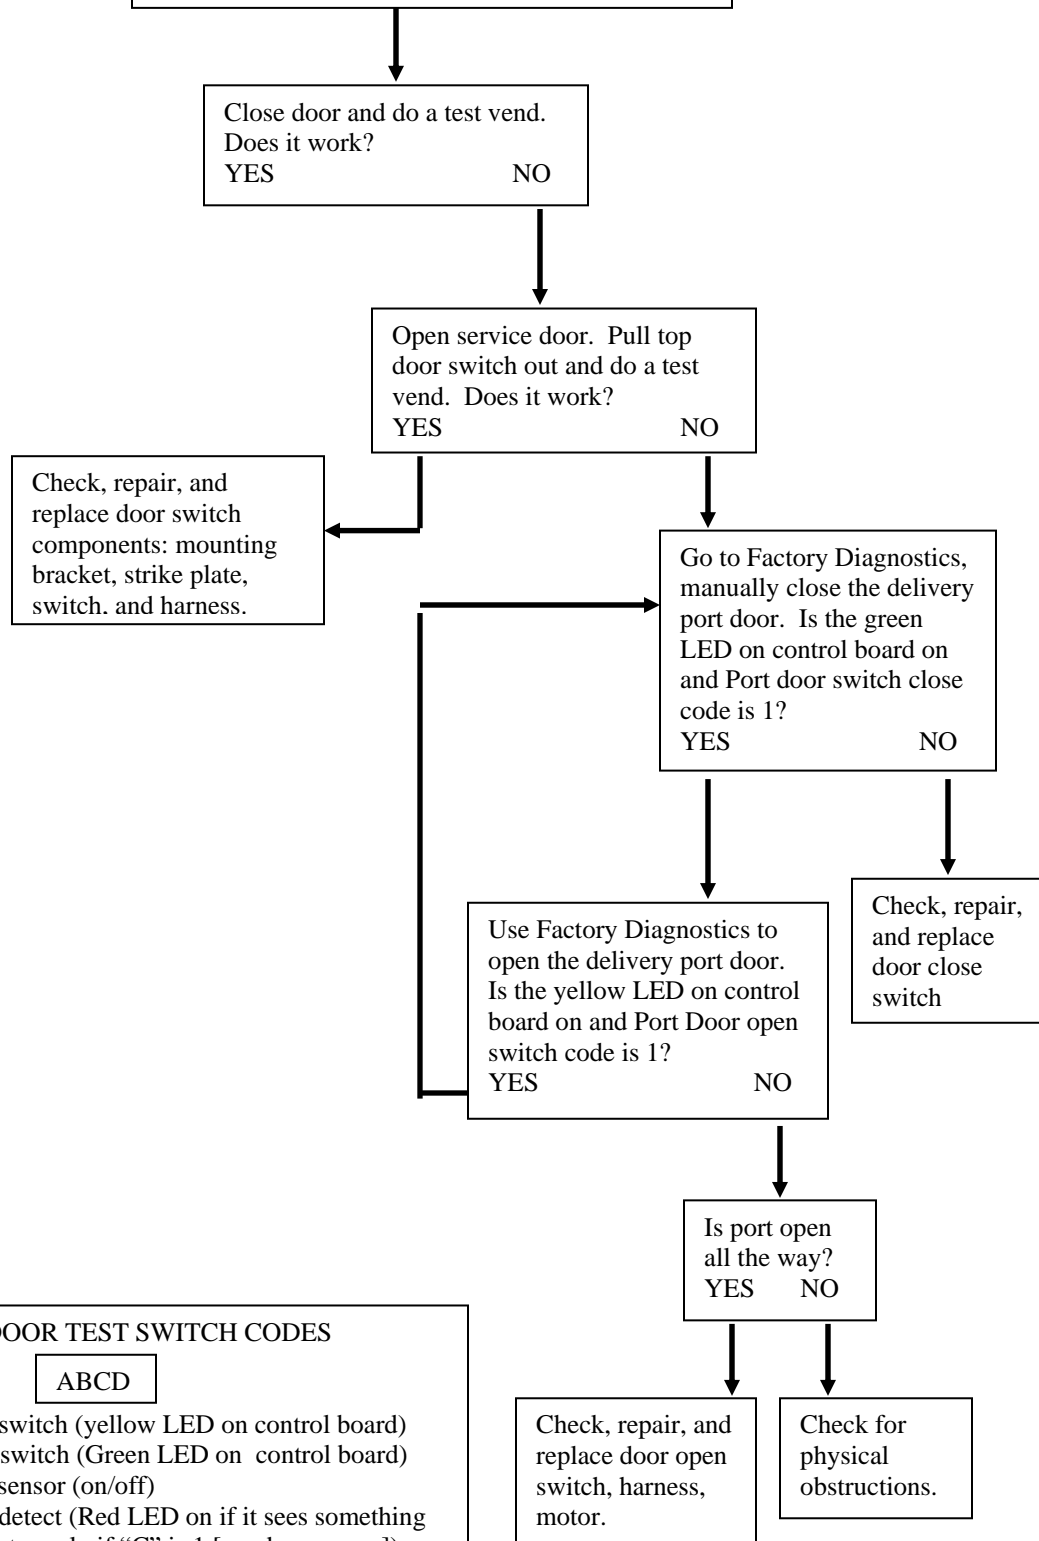 Close door and do a test vend.
Does it work?
YES NO
Open service door. Pull top
door switch out and do a test
vend. Does it work?
YES NO
Check, repair, and
replace door switch
components: mounting
bracket, strike plate,
switch, and harness.
Go to Factory Diagnostics,
manually close the delivery
port door. Is the green
LED on control board on
and Port door switch close
code is 1?
YES NO
Check, repair,
and replace
door close
switch
Use Factory Diagnostics to
open the delivery port door.
Is the yellow LED on control
board on and Port Door open
switch code is 1?
YES NO
Is port open
all the way?
YES NO
DOOR TEST SWITCH CODES
ABCD
switch (yellow LED on control board)
switch (Green LED on control board)
sensor (on/off)
detect (Red LED on if it sees something
if "C" is 1
Check, repair, and
replace door open
switch, harness,
motor.
Check for
physical
obstructions.